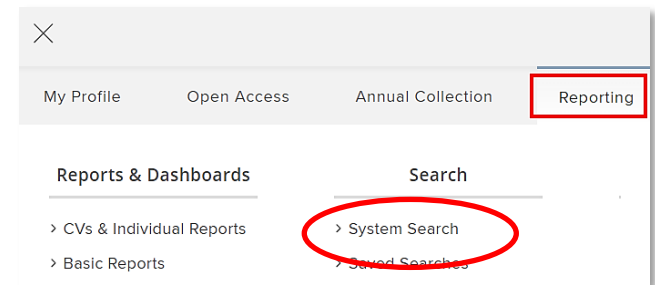 My Profile Open Access Annual Collection Reporting
Reports & Dashboards Search
> CVs & Individual Reports > System Search
> Basic Reports > Saved Searches